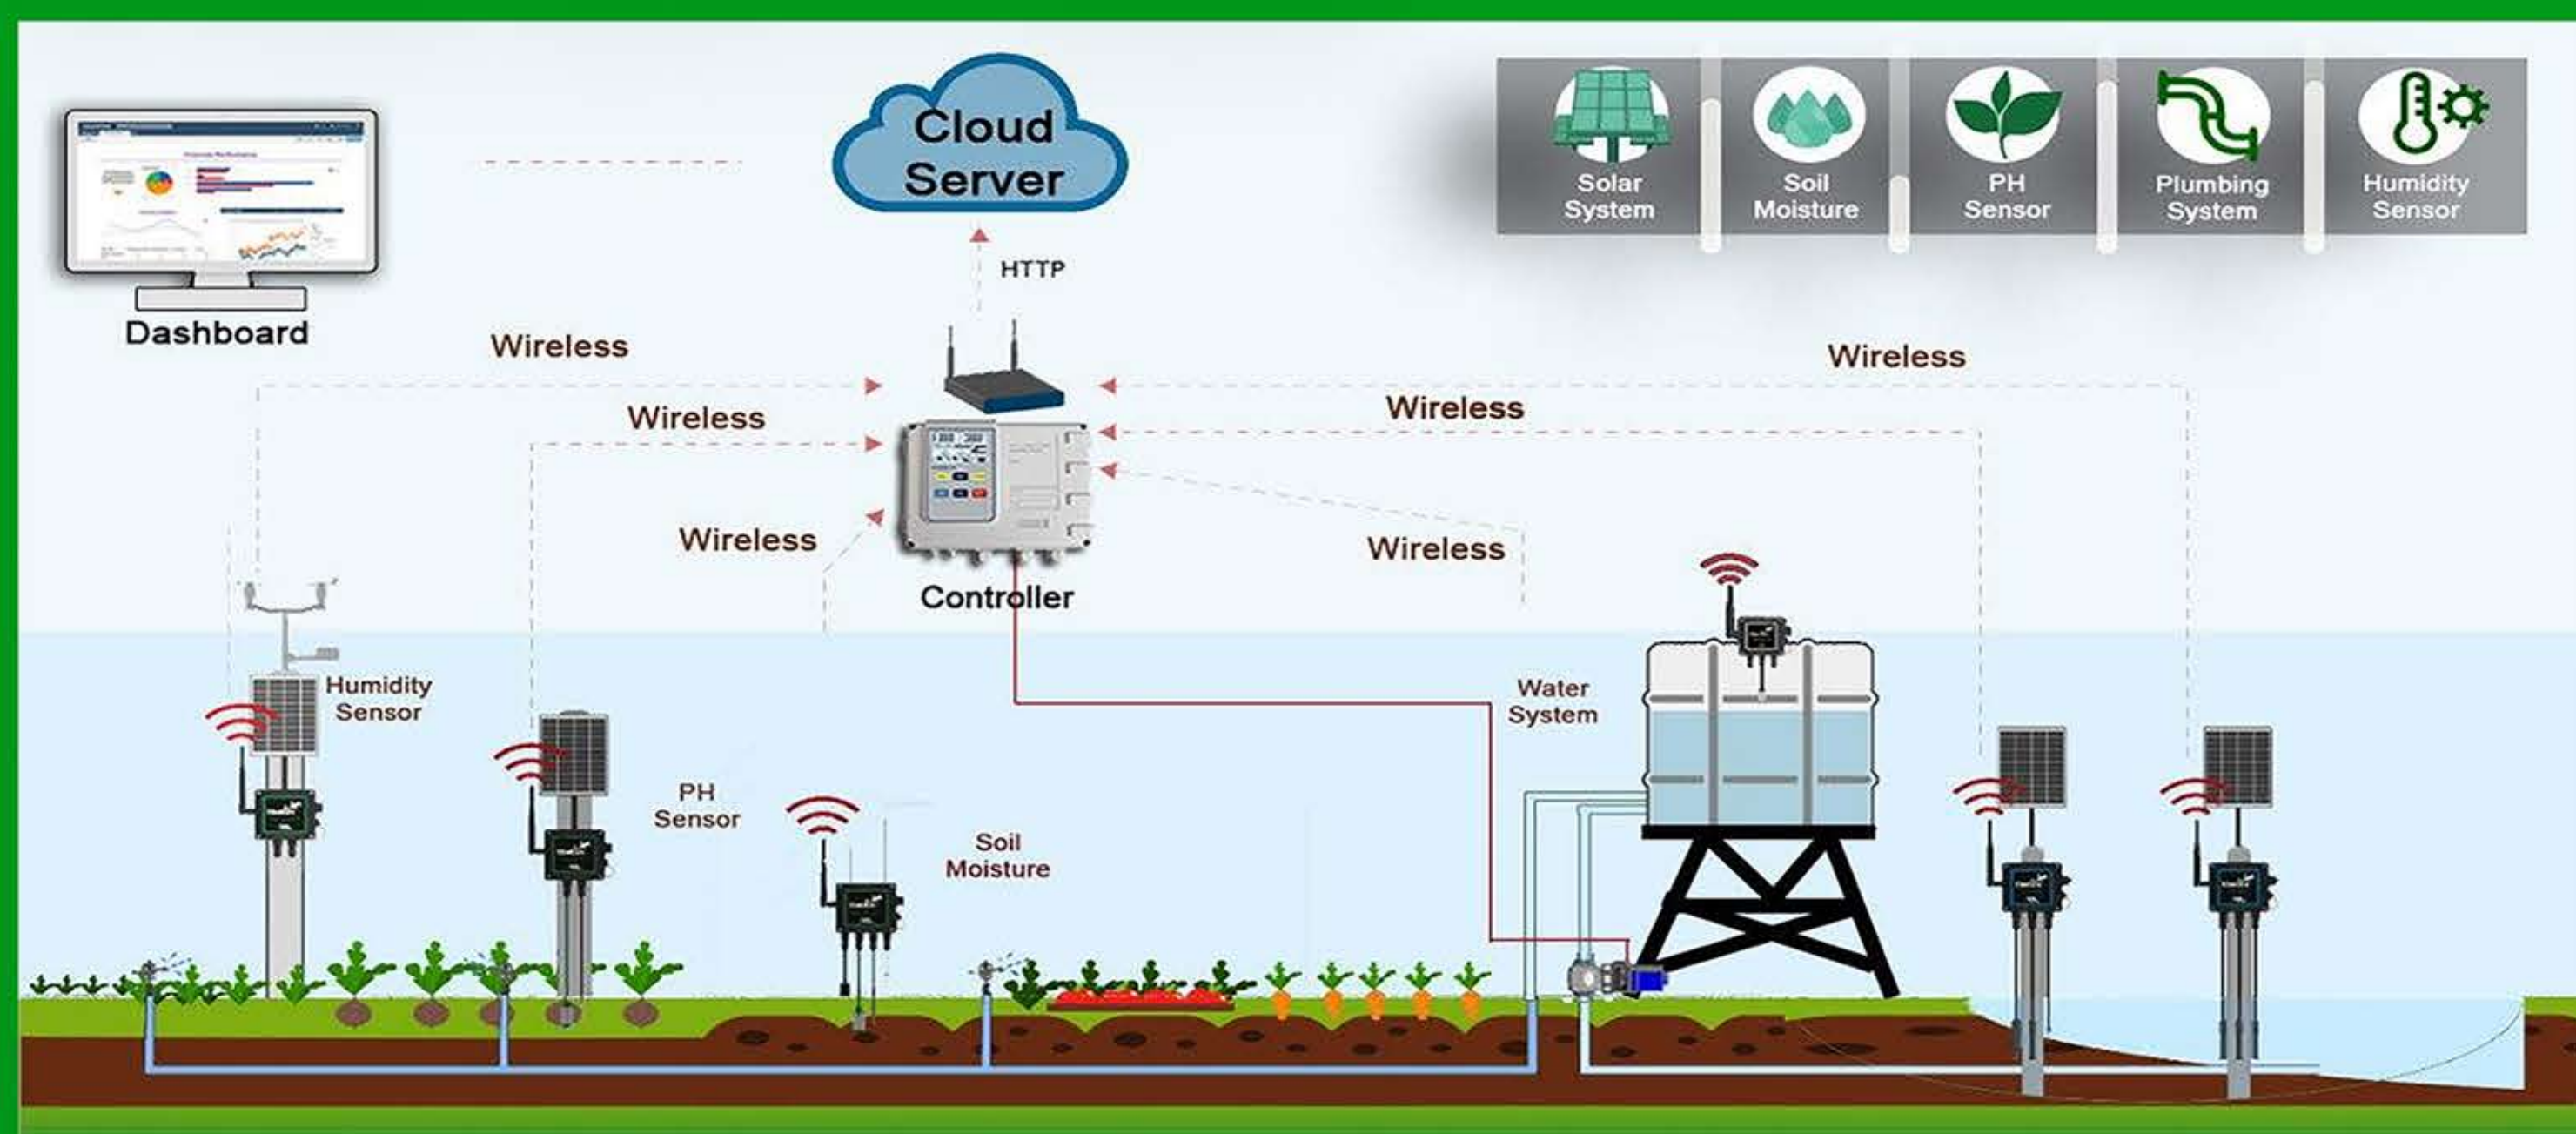 Cloud
Server
Solar
System
Soil
Moisture
PH
Sensor
Plumbing
System
Humidity
Sensor
HTTP
Dashboard
Wireless
Wireless
Wireless
Wireless
Wireless
Wireless
Controller
Humidity
Sensor
Water
System
PH
Sensor
Soil
Moisture